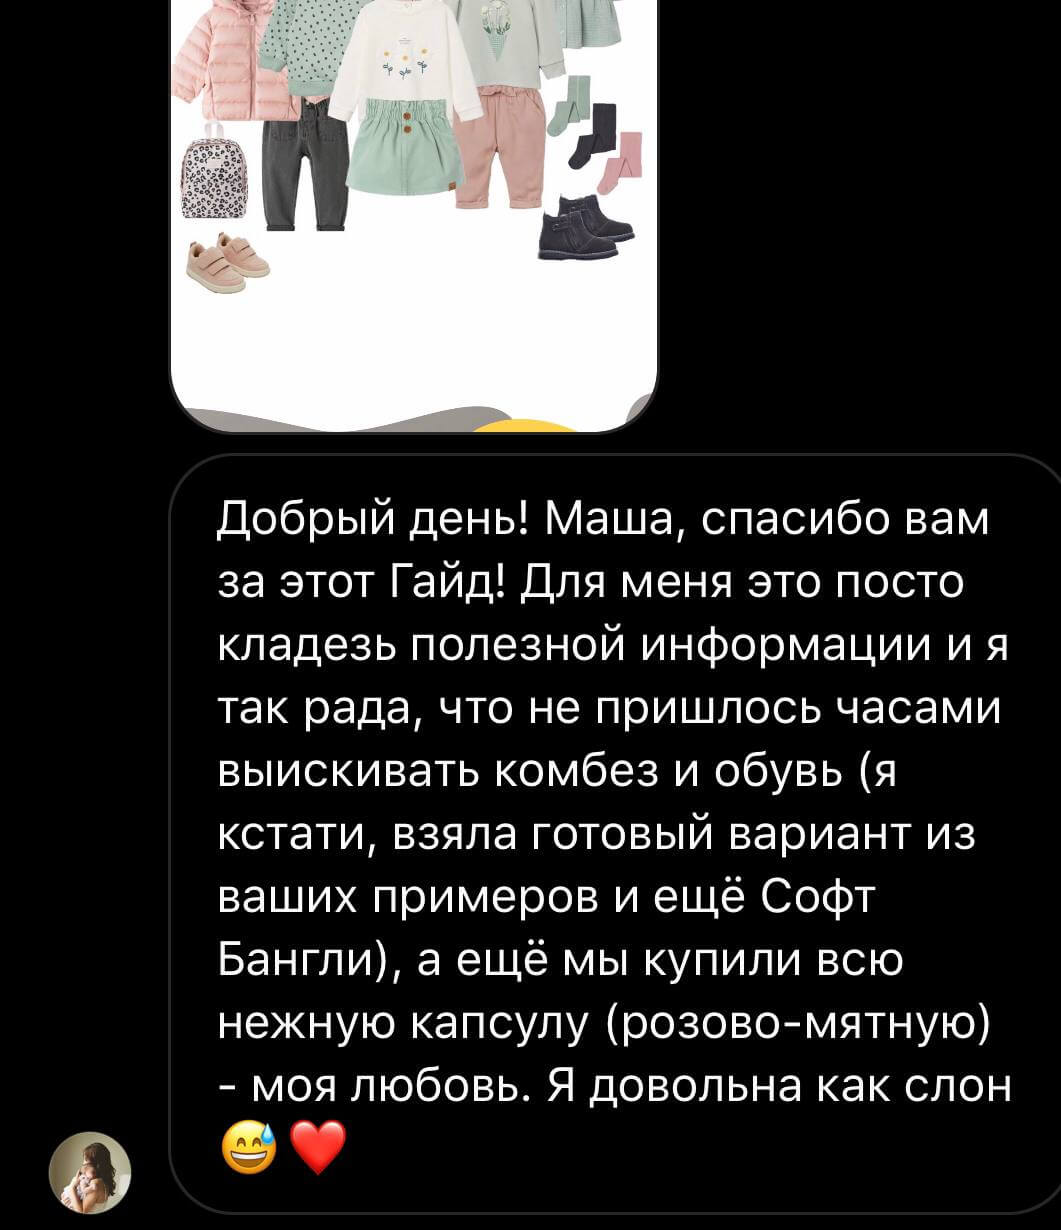 Добрый день! Маша, спасибо вам
за этот Гайд! Для меня это посто
кладезь полезной информации и я
так рада, что не пришлось часами
выискивать комбез и обувь (я
кстати, взяла готовый вариант из
ваших примеров и ещё Софт
Бангли), а ещё мы купили всю
нежную капсулу (розово-мятную)
- моя любовь. Я довольна как слон
😅❤️